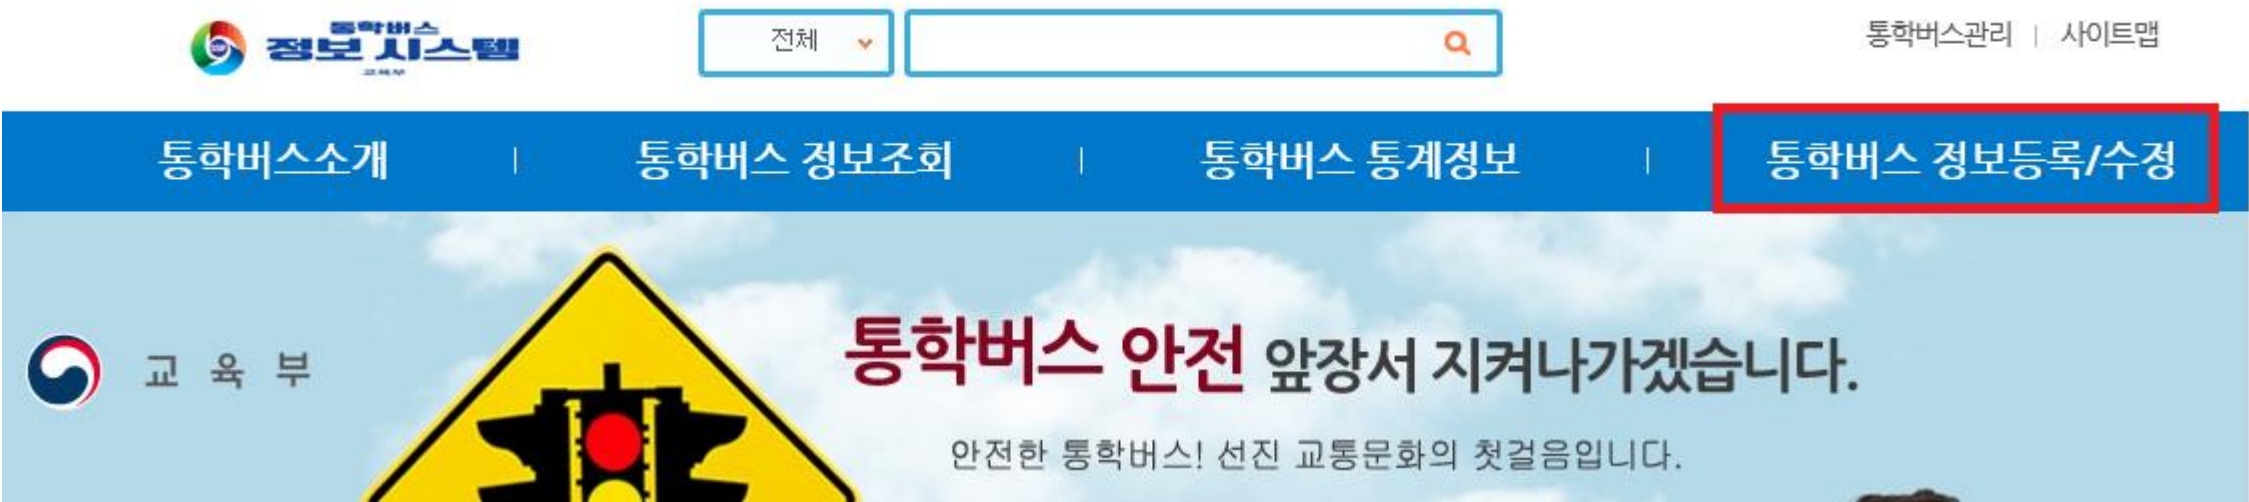 통학버스
정보 시스템
교육부
전체
통학버스관리 | 사이트맵
통학버스소개 | 통학버스 정보조회 | 통학버스 통계정보 | 통학버스 정보등록/수정
교육부
통학버스 안전 앞장서 지켜나가겠습니다.
안전한 통학버스! 선진 교통문화의 첫걸음입니다.